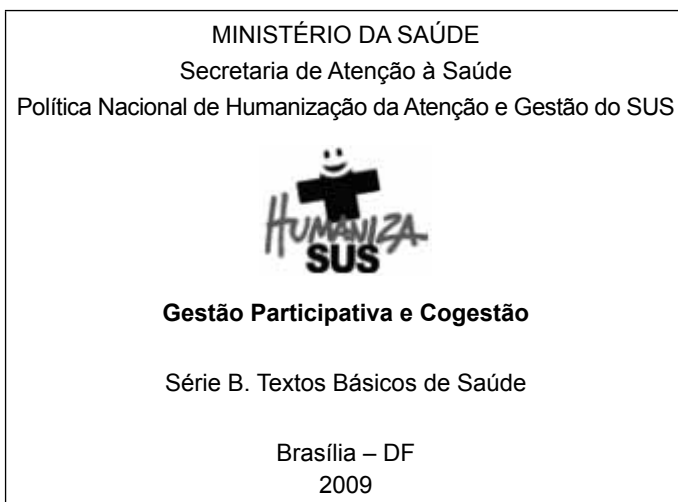 MINISTÉRIO DA SAÚDE
Secretaria de Atenção à Saúde
Política Nacional de Humanização da Atenção e Gestão do SUS
HUMANIZA
SUS
Gestão Participativa e Cogestão
Série B. Textos Básicos de Saúde
Brasília – DF
2009